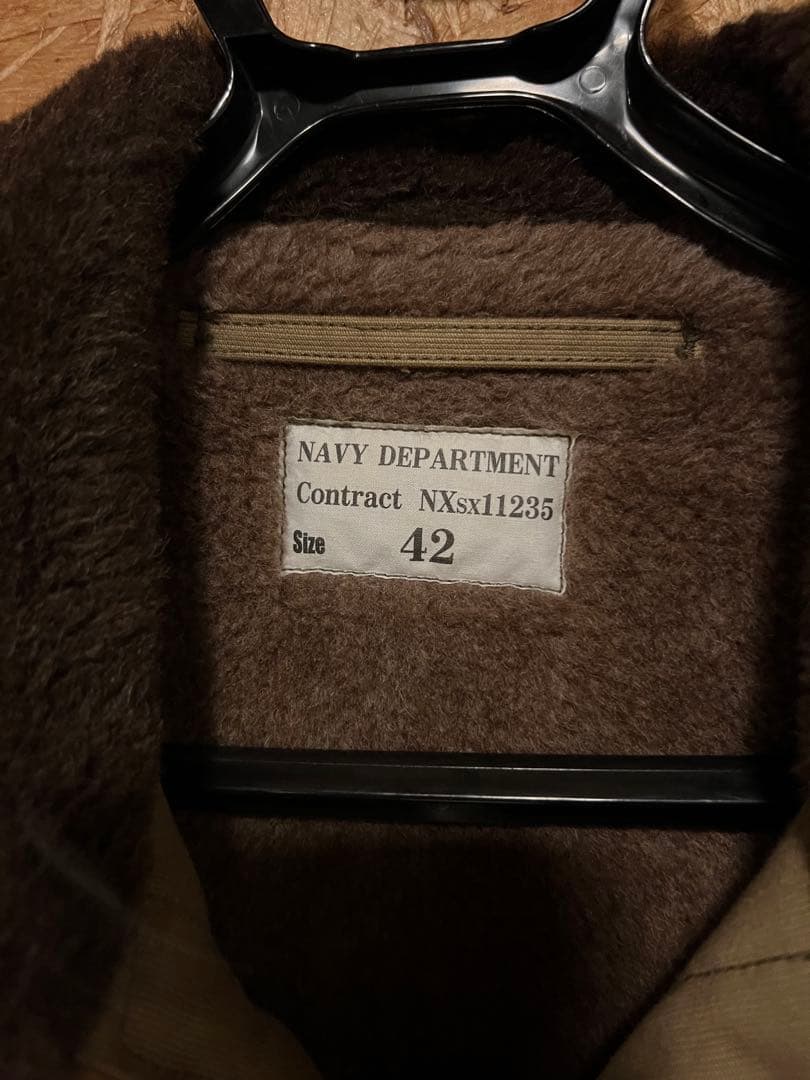 NAVY DEPARTMENT
Contract NXsx11235
Size 42